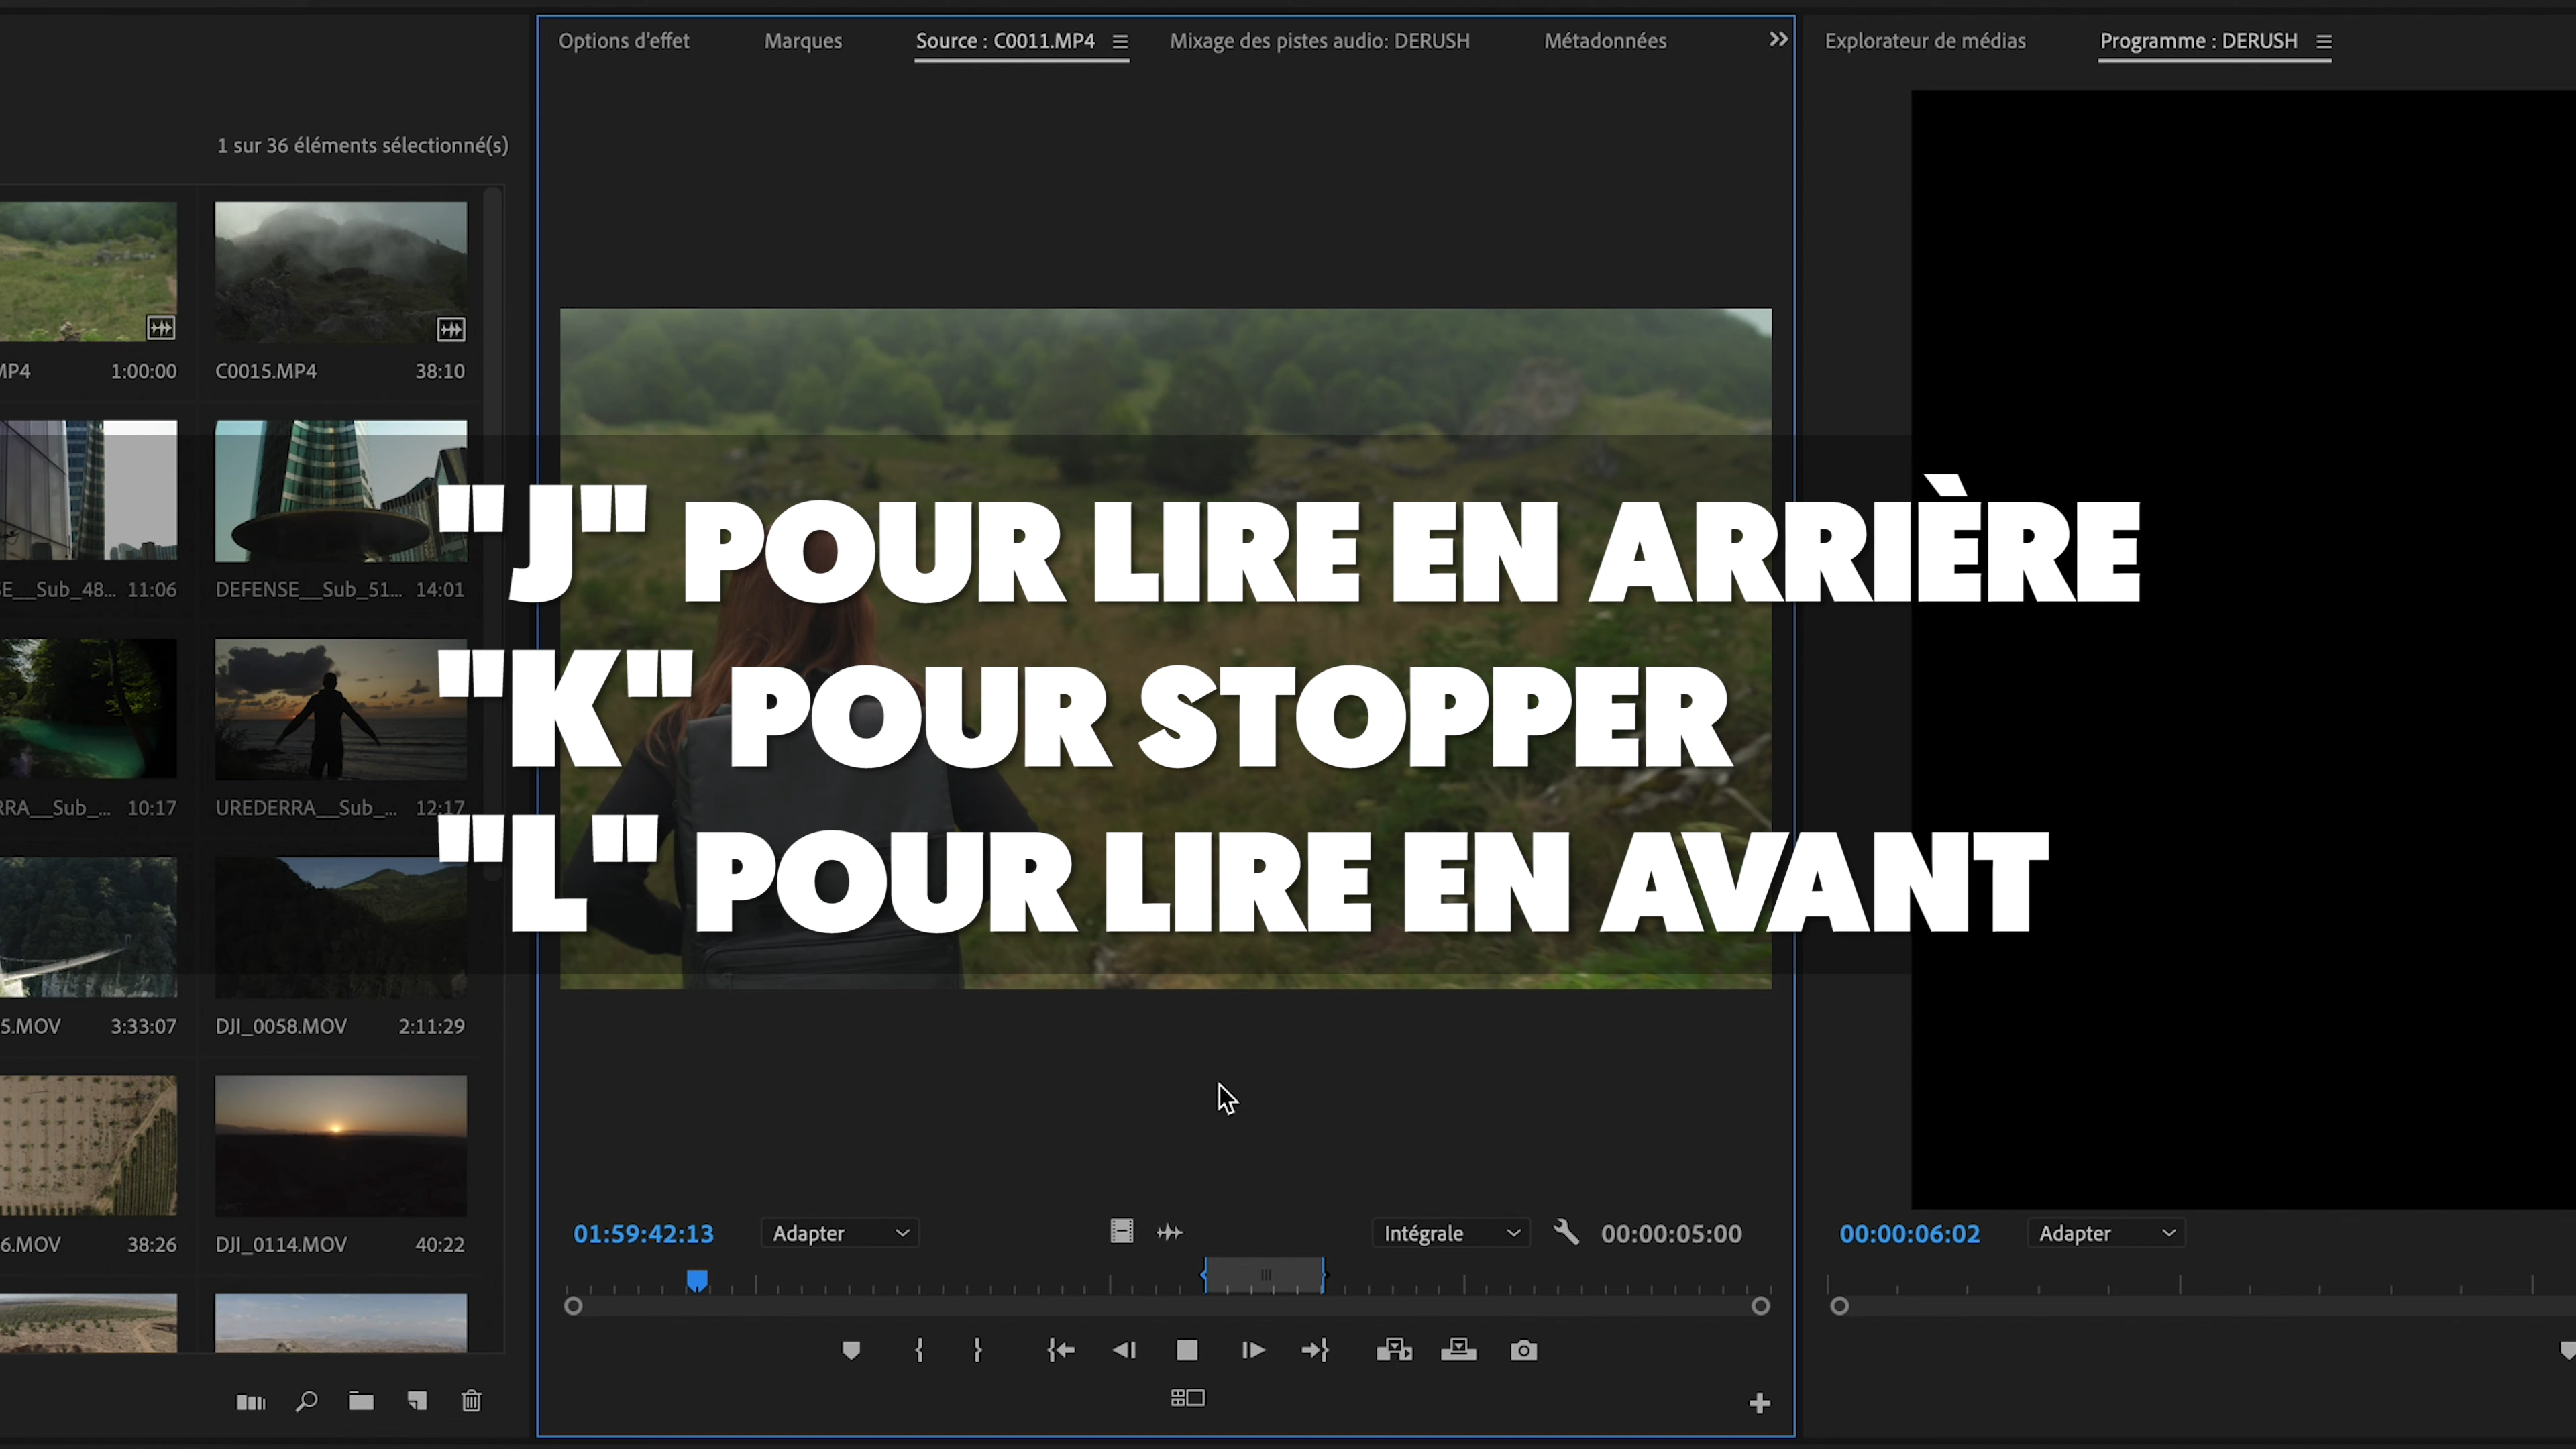 Options d'effet
Marques
Source : C0011.MP4
Mixage des pistes audio: DERUSH
Métadonnées
Explorateur de médias
Programme : DERUSH
1 sur 36 éléments sélectionné(s)
MP4 1:00:00
C0015.MP4 38:10
SE__Sub_48... 11:06
DEFENSE__Sub_51... 14:01
RRA__Sub_... 10:17
UREDERRA__Sub_... 12:17
5.MOV 3:33:07
DJI_0058.MOV 2:11:29
6.MOV 38:26
DJI_0114.MOV 40:22
"J" POUR LIRE EN ARRIÈRE
"K" POUR STOPPER
"L" POUR LIRE EN AVANT
01:59:42:13
Adapter
Intégrale
00:00:05:00
00:00:06:02
Adapter